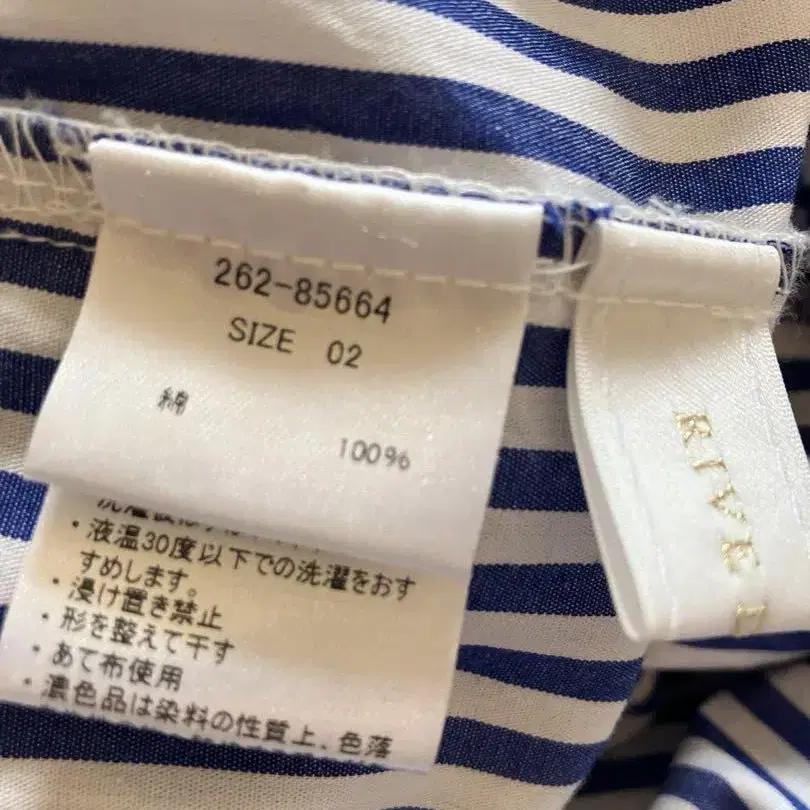 262-85664
SIZE 02
綿
100%
・液温30度以下での洗濯をおす
すめします。
・浸け置き禁止
・形を整えて干す
・あて布使用
・濃色品は染料の性質上、色落
RIVE